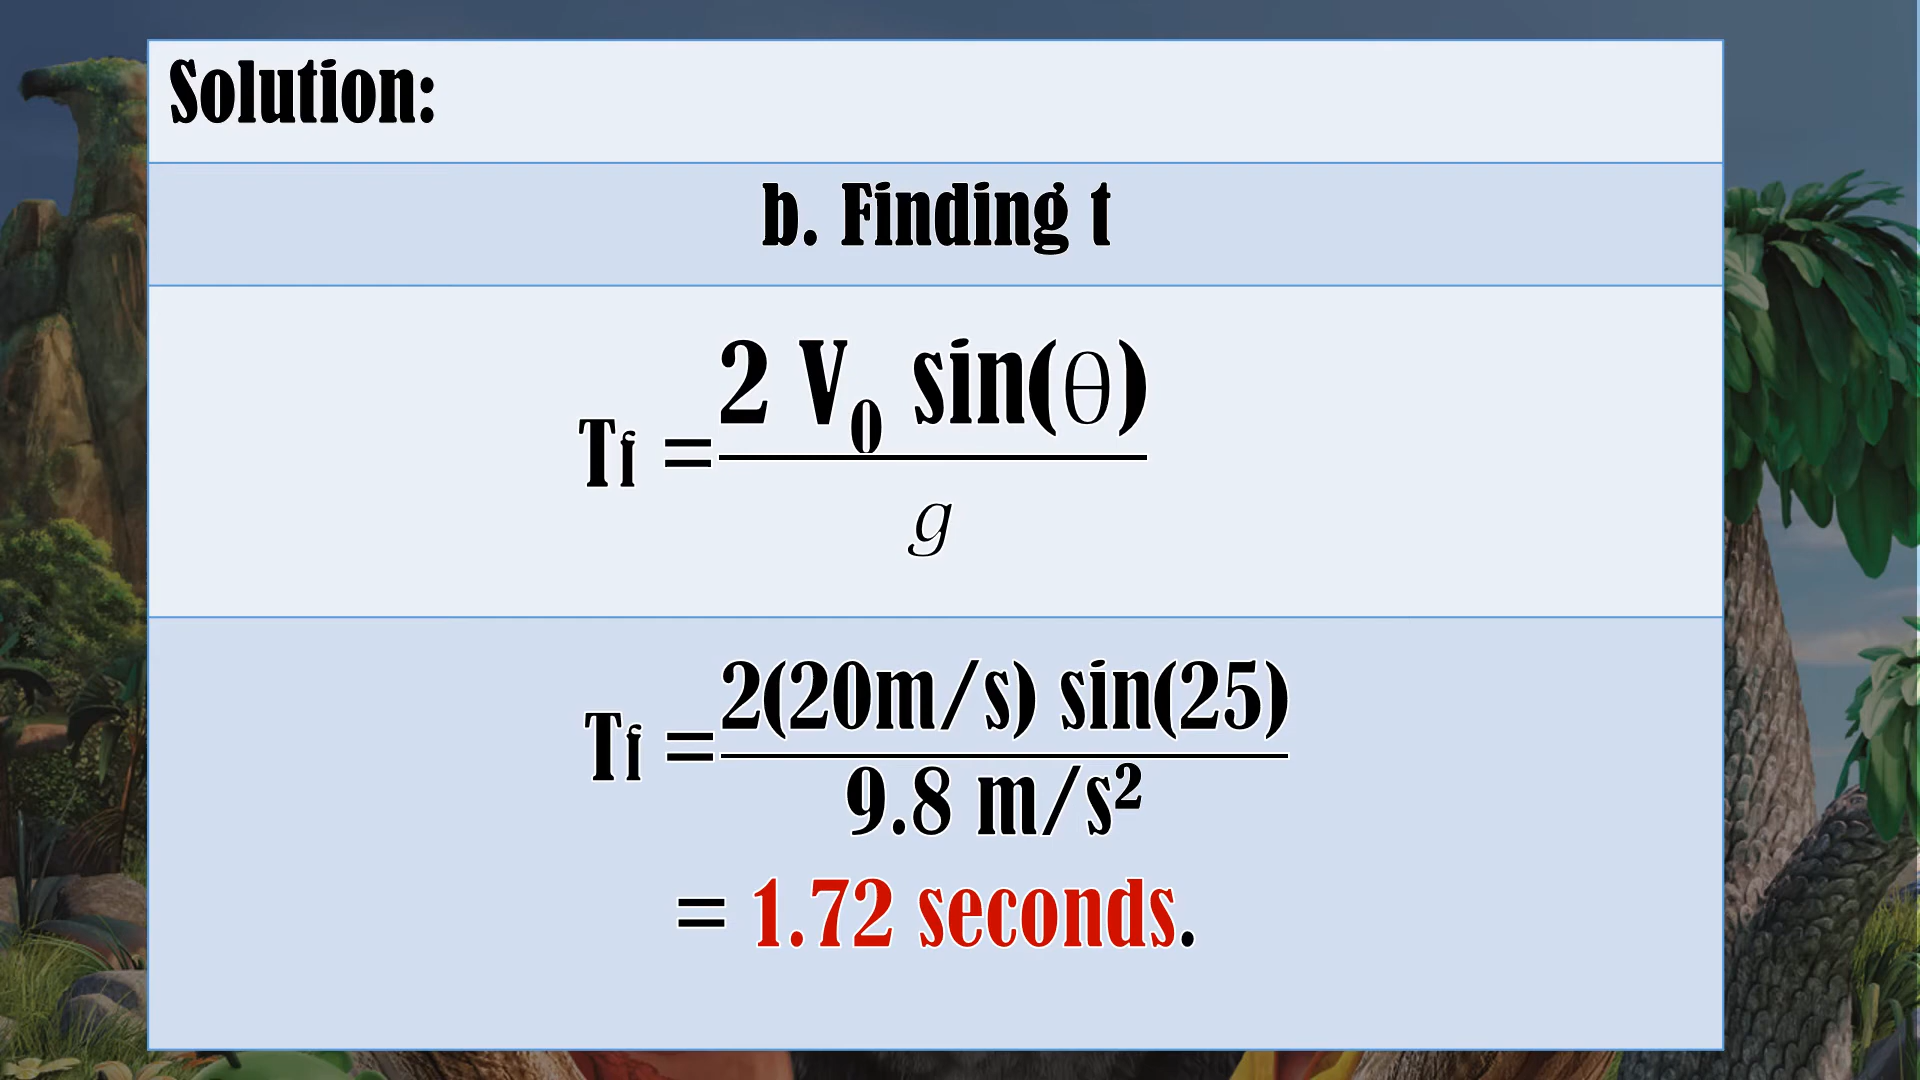 Solution:
b. Finding t
Tf = 2 V₀ sin(θ)
g
Tf = 2(20m/s) sin(25)
9.8 m/s²
= 1.72 seconds.